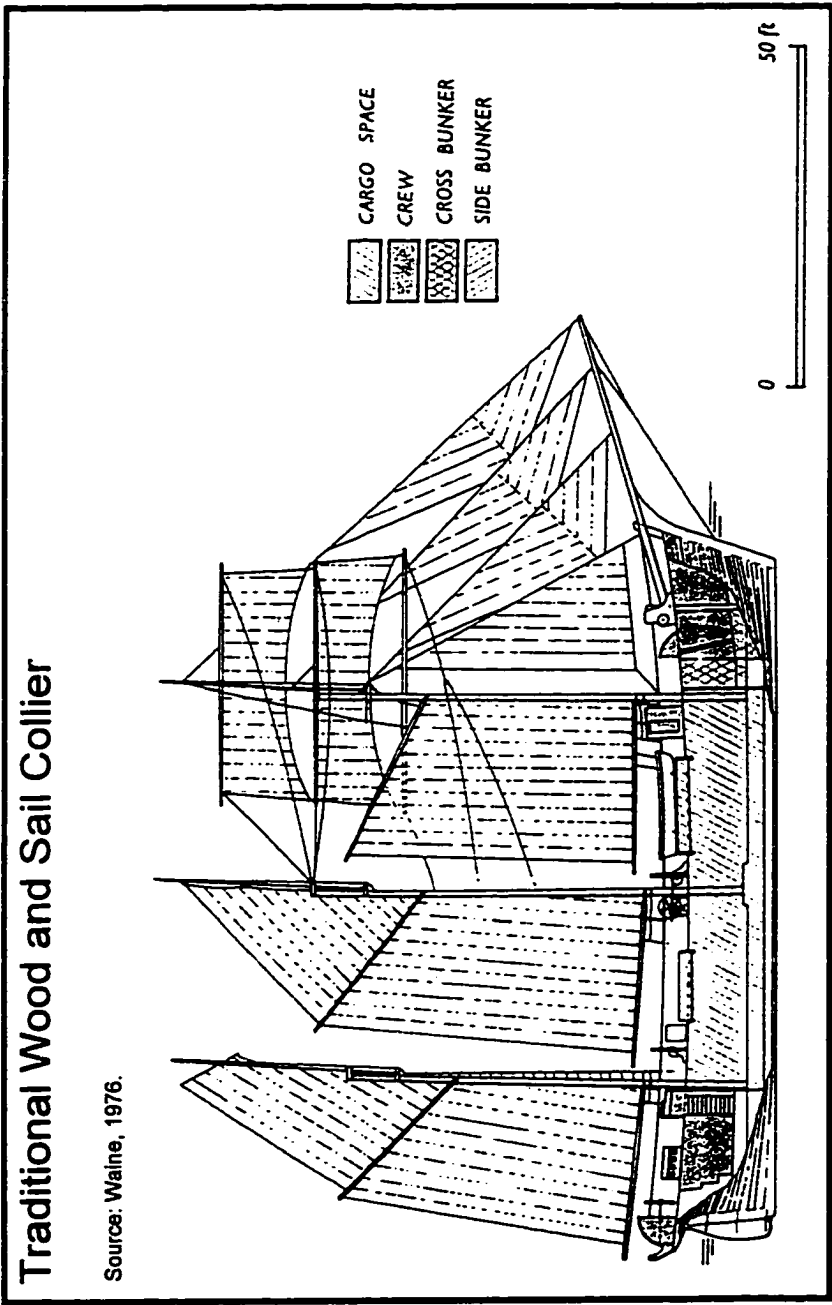 Traditional Wood and Sail Collier
Source: Waine, 1976.
CARGO SPACE
CREW
CROSS BUNKER
SIDE BUNKER
0 50 ft